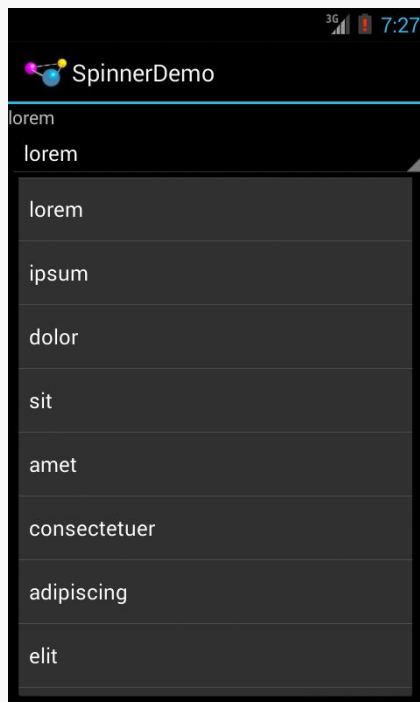 3G 7:27
SpinnerDemo
lorem
lorem
lorem
ipsum
dolor
sit
amet
consectetuer
adipiscing
elit